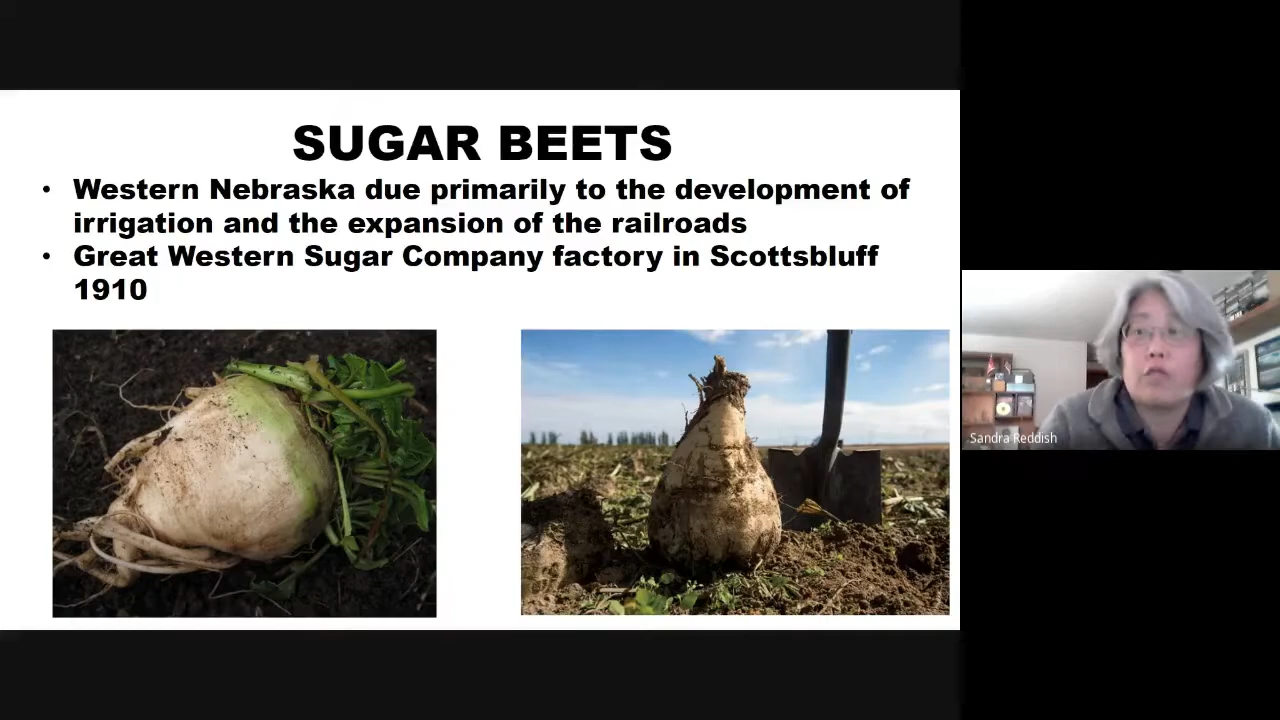 SUGAR BEETS
• Western Nebraska due primarily to the development of
irrigation and the expansion of the railroads
• Great Western Sugar Company factory in Scottsbluff
1910
Sandra Reddish